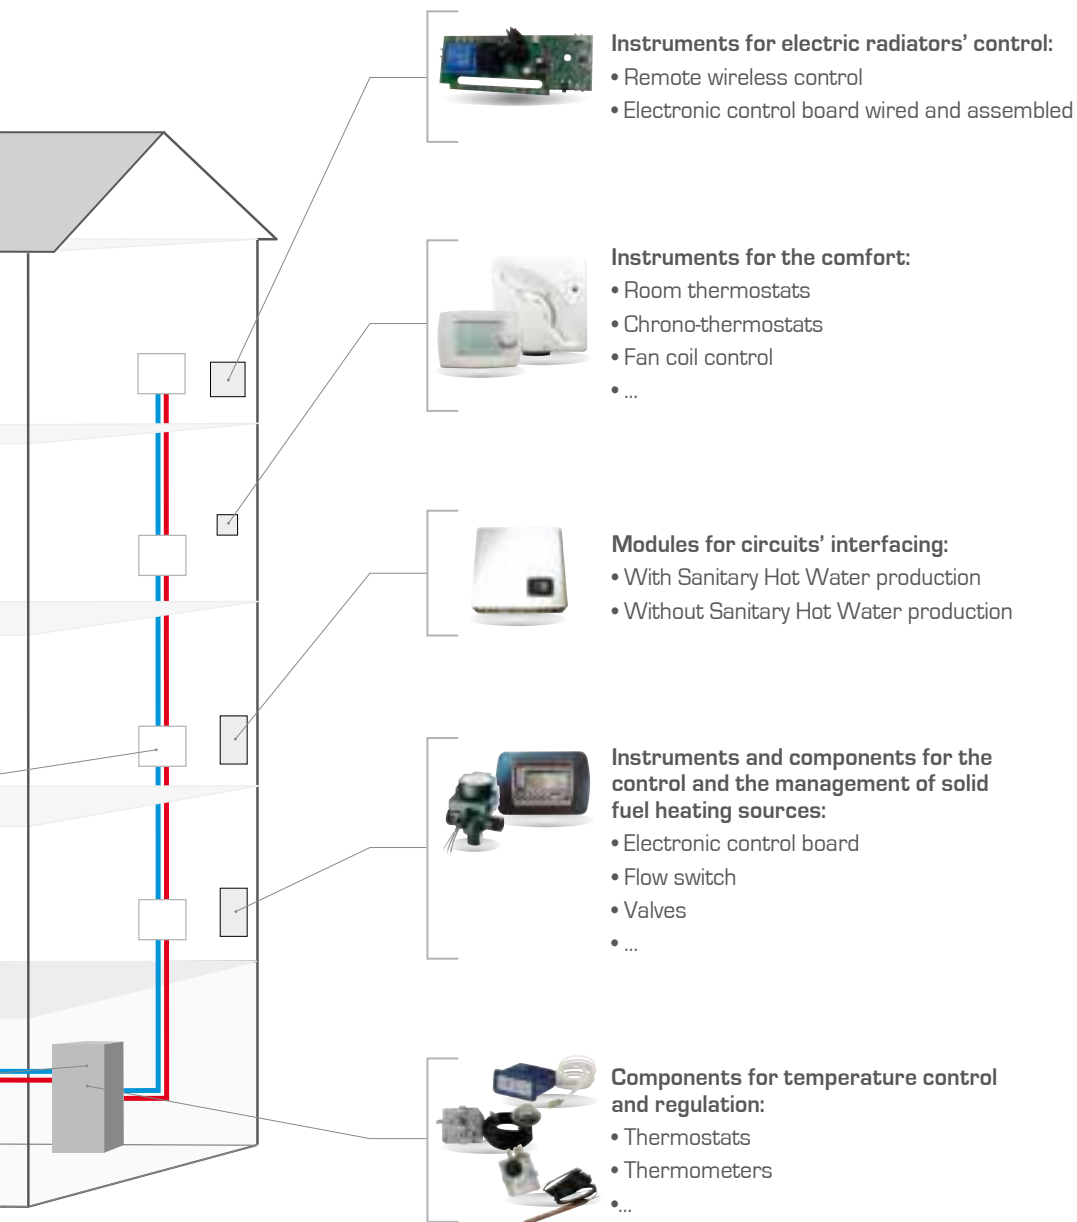 Instruments for electric radiators' control:
• Remote wireless control
• Electronic control board wired and assembled
Instruments for the comfort:
• Room thermostats
• Chrono-thermostats
• Fan coil control
• ...
Modules for circuits' interfacing:
• With Sanitary Hot Water production
• Without Sanitary Hot Water production
Instruments and components for the
control and the management of solid
fuel heating sources:
• Electronic control board
• Flow switch
• Valves
• ...
Components for temperature control
and regulation:
• Thermostats
• Thermometers
•...